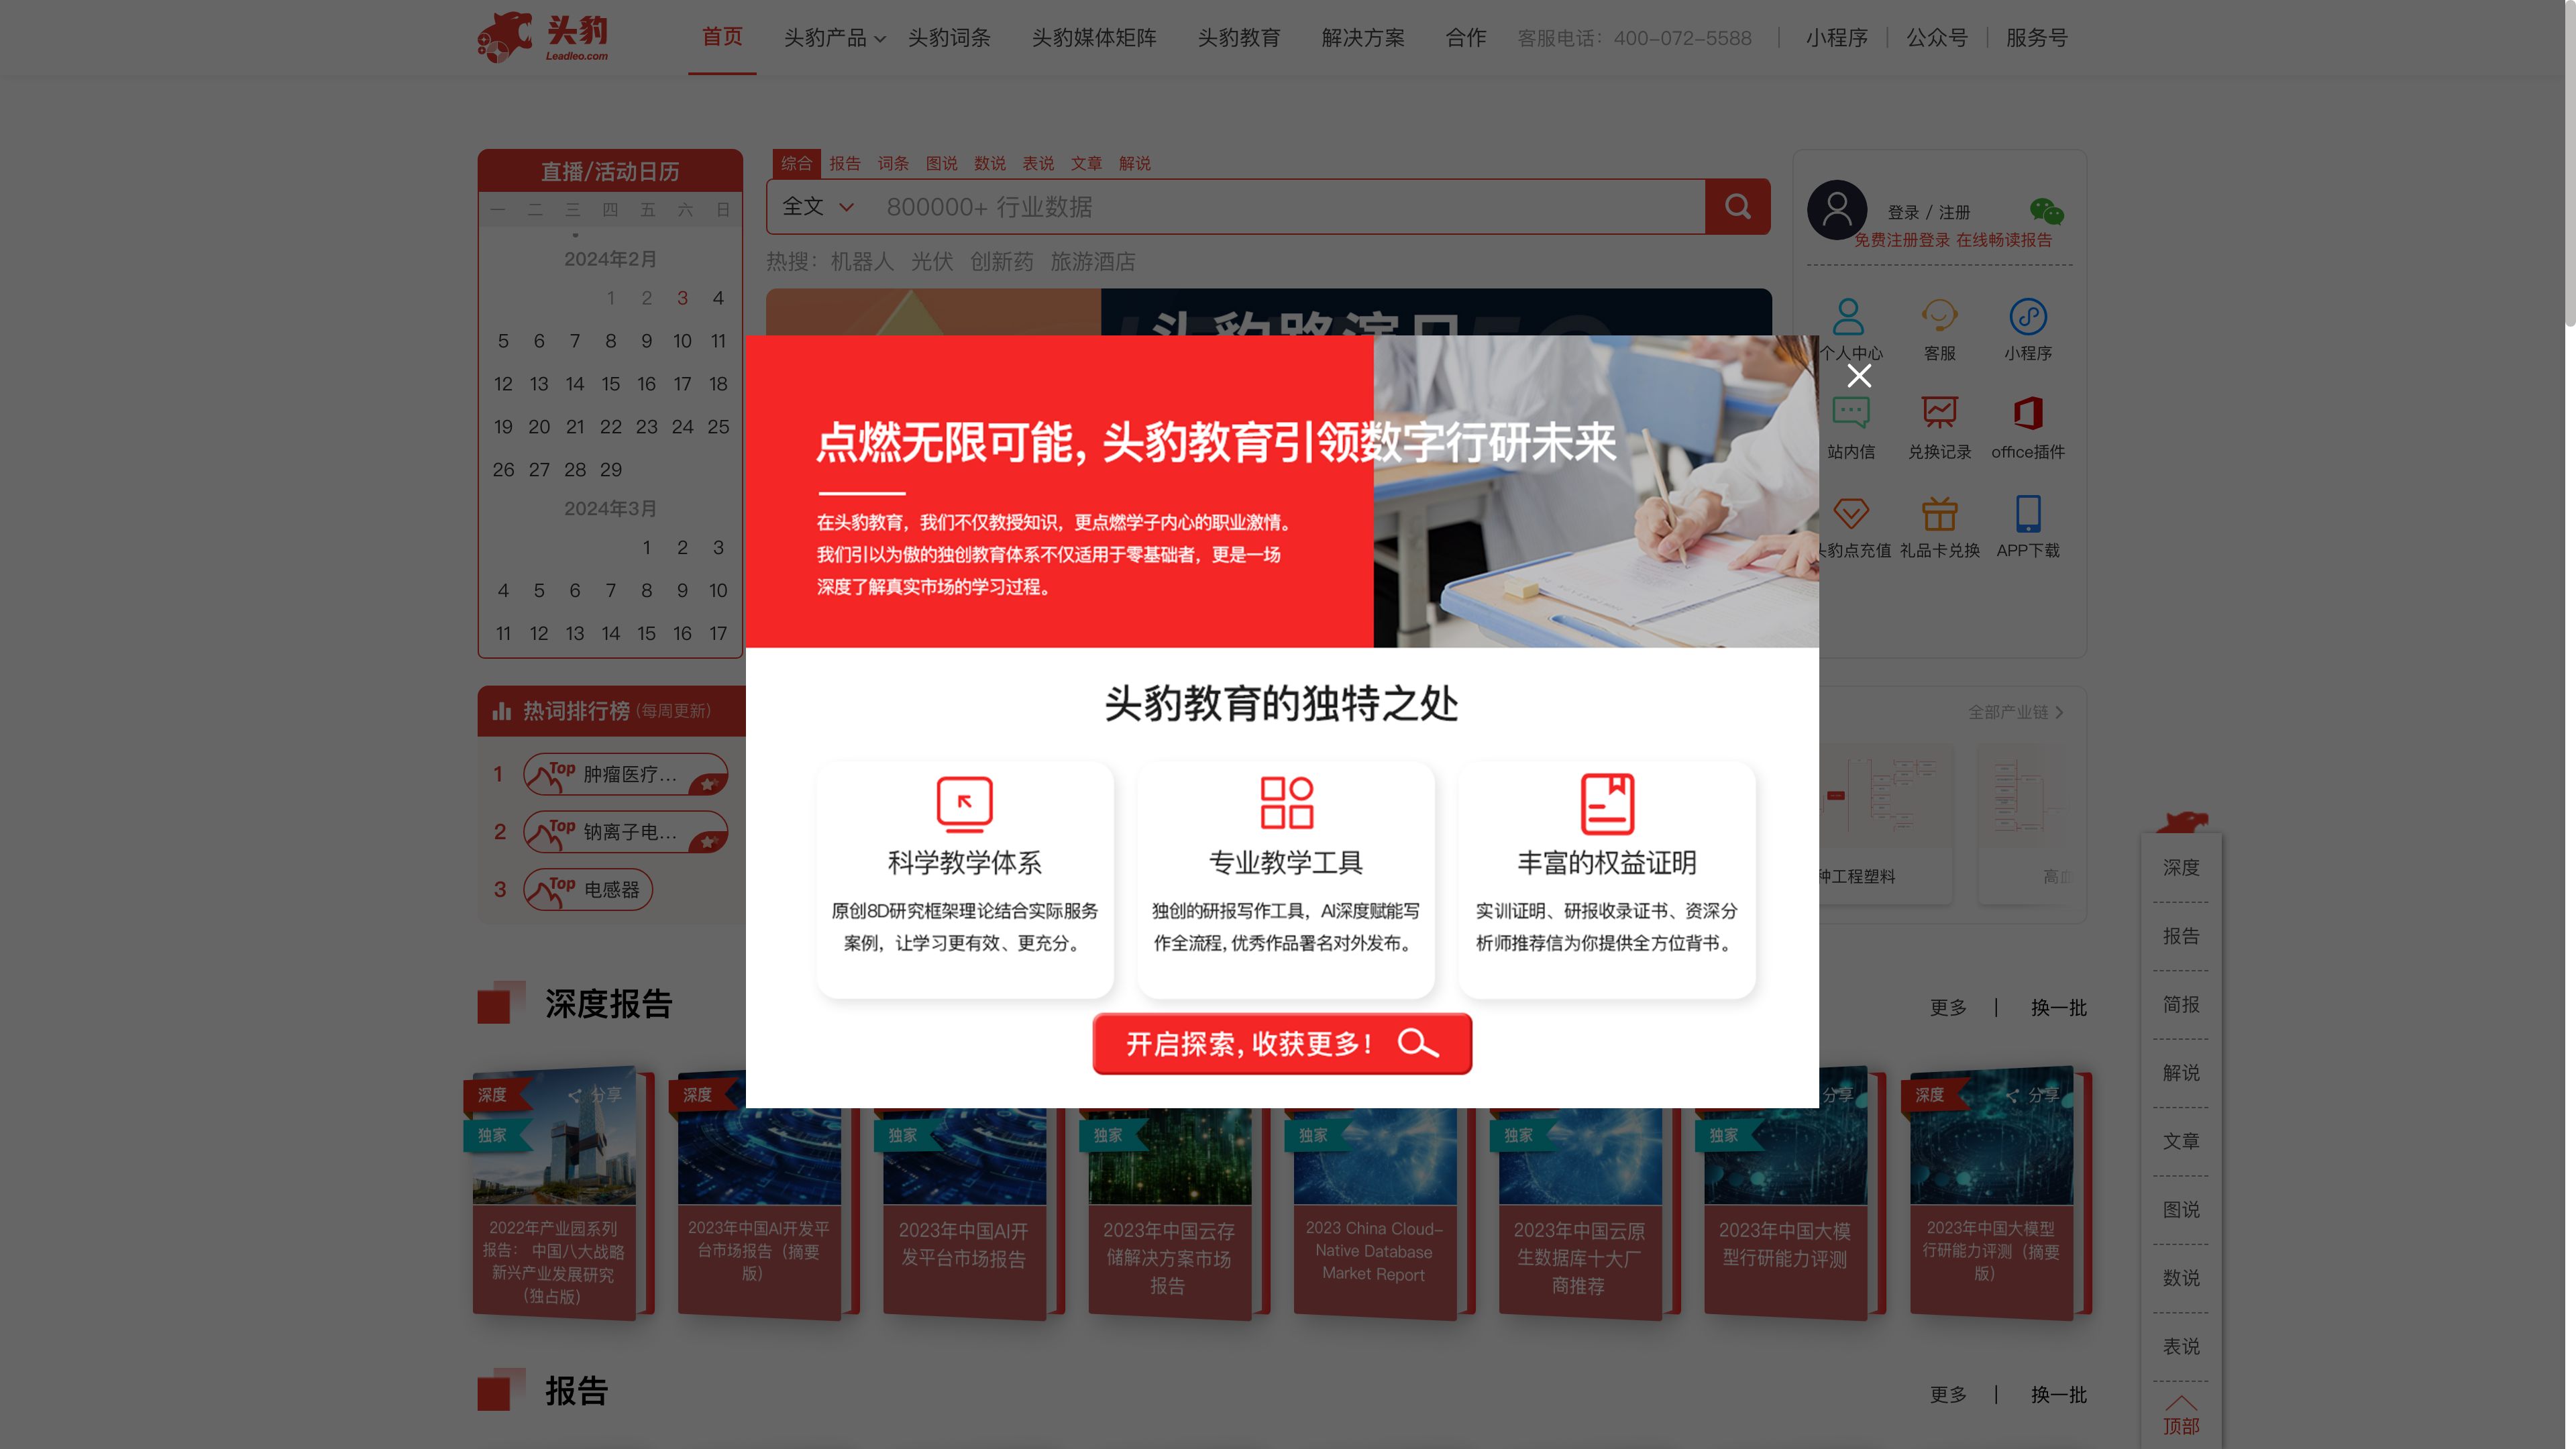 头豹
Leadleo.com
首页
头豹产品
头豹词条
头豹媒体矩阵
头豹教育
解决方案
合作
客服电话：400-072-5588
小程序
公众号
服务号
直播/活动日历
一 二 三 四 五 六 日
2024年2月
1 2 3 4
5 6 7 8 9 10 11
12 13 14 15 16 17 18
19 20 21 22 23 24 25
26 27 28 29
2024年3月
1 2 3
4 5 6 7 8 9 10
11 12 13 14 15 16 17
综合 报告 词条 图说 数说 表说 文章 解说
全文 800000+ 行业数据
热搜： 机器人 光伏 创新药 旅游酒店
登录 / 注册
免费注册登录 在线畅读报告
个人中心 客服 小程序
站内信 兑换记录 office插件
头豹点充值 礼品卡兑换 APP下载
点燃无限可能，头豹教育引领数字行研未来
在头豹教育，我们不仅教授知识，更点燃学子内心的职业激情。
我们引以为傲的独创教育体系不仅适用于零基础者，更是一场
深度了解真实市场的学习过程。
头豹教育的独特之处
科学教学体系
原创8D研究框架理论结合实际服务
案例，让学习更有效、更充分。
专业教学工具
独创的研报写作工具，AI深度赋能写
作全流程，优秀作品署名对外发布。
丰富的权益证明
实训证明、研报收录证书、资深分
析师推荐信为你提供全方位背书。
开启探索，收获更多！
热词排行榜 (每周更新)
1 Top 肿瘤医疗...
2 Top 钠离子电...
3 Top 电感器
全部产业链
种工程塑料
高血
深度报告
更多 | 换一批
深度 分享
独家
2022年产业园系列
报告： 中国八大战略
新兴产业发展研究
（独占版）
深度
2023年中国AI开发平
台市场报告（摘要
版）
独家
2023年中国AI开
发平台市场报告
独家
2023年中国云存
储解决方案市场
报告
独家
2023 China Cloud-
Native Database
Market Report
独家
2023年中国云原
生数据库十大厂
商推荐
分享
独家
2023年中国大模
型行研能力评测
深度 分享
2023年中国大模型
行研能力评测（摘要
版）
报告
更多 | 换一批
深度
报告
简报
解说
文章
图说
数说
表说
顶部